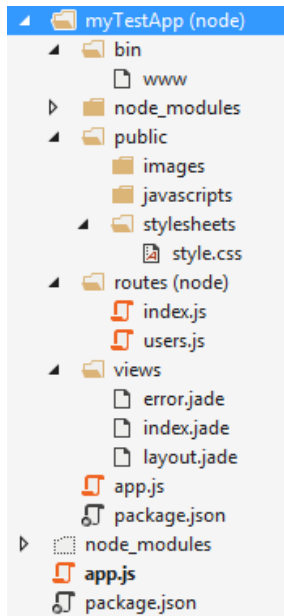 myTestApp (node)
bin
www
node_modules
public
images
javascripts
stylesheets
style.css
routes (node)
index.js
users.js
views
error.jade
index.jade
layout.jade
app.js
package.json
node_modules
app.js
package.json